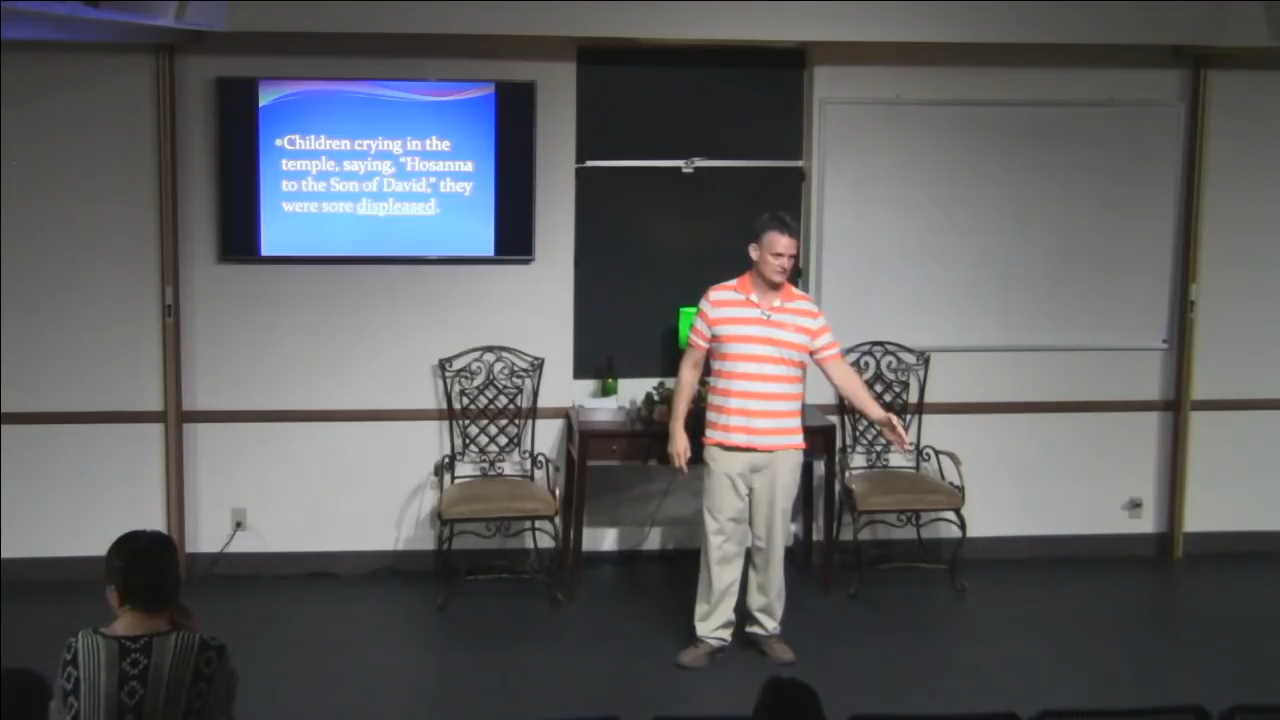 •Children crying in the
temple, saying, “Hosanna
to the Son of David,” they
were sore displeased.